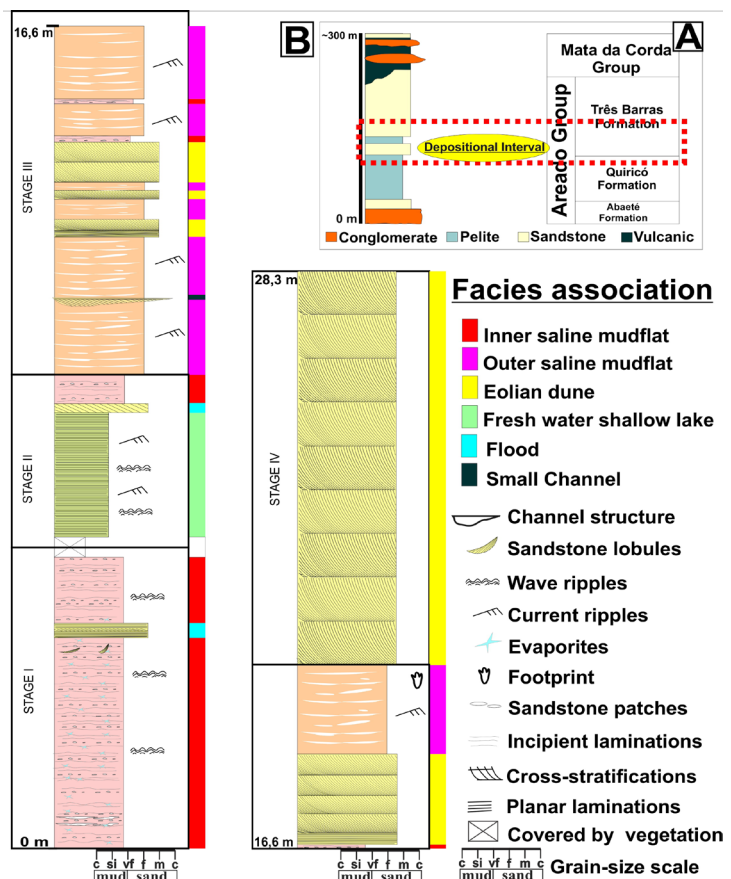 16,6 m
STAGE III
STAGE II
STAGE I
0 m
c si vf f m c
mud sand
B
~300 m
0 m
A
Mata da Corda
Group
Areado Group
Três Barras
Formation
Quiricó
Formation
Abaeté
Formation
Depositional Interval
Conglomerate Pelite Sandstone Vulcanic
28,3 m
STAGE IV
16,6 m
c si vf f m c
mud sand
Facies association
Inner saline mudflat
Outer saline mudflat
Eolian dune
Fresh water shallow lake
Flood
Small Channel
Channel structure
Sandstone lobules
Wave ripples
Current ripples
Evaporites
Footprint
Sandstone patches
Incipient laminations
Cross-stratifications
Planar laminations
Covered by vegetation
c si vf f m c
mud sand
Grain-size scale